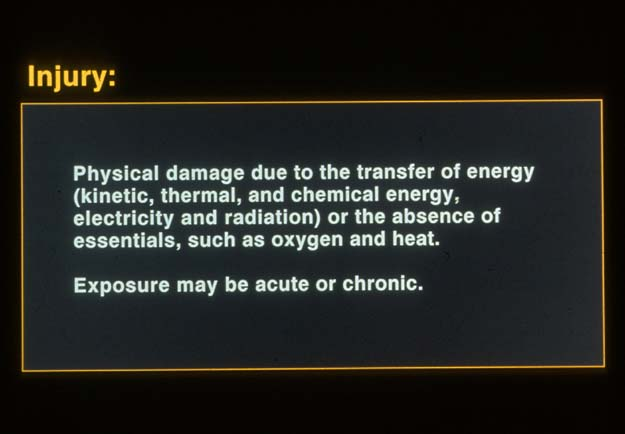 Injury:
Physical damage due to the transfer of energy
(kinetic, thermal, and chemical energy,
electricity and radiation) or the absence of
essentials, such as oxygen and heat.
Exposure may be acute or chronic.